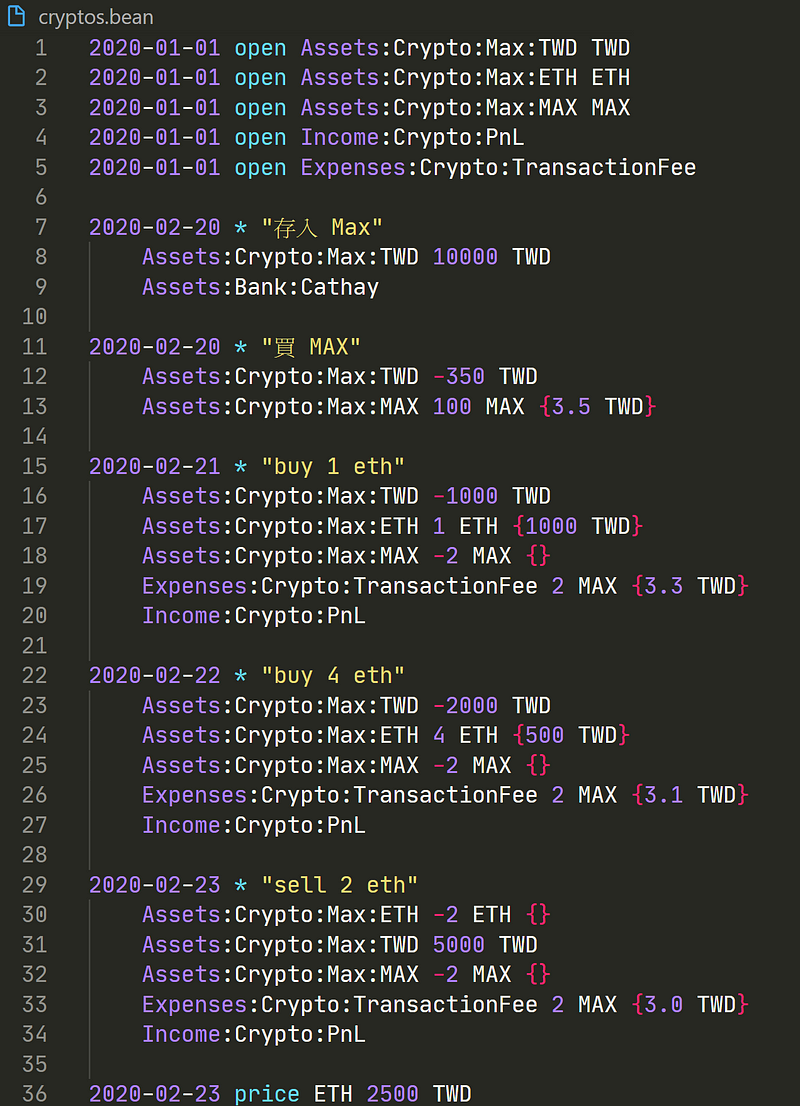 cryptos.bean
1 2020-01-01 open Assets:Crypto:Max:TWD TWD
2 2020-01-01 open Assets:Crypto:Max:ETH ETH
3 2020-01-01 open Assets:Crypto:Max:MAX MAX
4 2020-01-01 open Income:Crypto:PnL
5 2020-01-01 open Expenses:Crypto:TransactionFee
6
7 2020-02-20 * "存入 Max"
8 Assets:Crypto:Max:TWD 10000 TWD
9 Assets:Bank:Cathay
10
11 2020-02-20 * "買 MAX"
12 Assets:Crypto:Max:TWD -350 TWD
13 Assets:Crypto:Max:MAX 100 MAX {3.5 TWD}
14
15 2020-02-21 * "buy 1 eth"
16 Assets:Crypto:Max:TWD -1000 TWD
17 Assets:Crypto:Max:ETH 1 ETH {1000 TWD}
18 Assets:Crypto:Max:MAX -2 MAX {}
19 Expenses:Crypto:TransactionFee 2 MAX {3.3 TWD}
20 Income:Crypto:PnL
21
22 2020-02-22 * "buy 4 eth"
23 Assets:Crypto:Max:TWD -2000 TWD
24 Assets:Crypto:Max:ETH 4 ETH {500 TWD}
25 Assets:Crypto:Max:MAX -2 MAX {}
26 Expenses:Crypto:TransactionFee 2 MAX {3.1 TWD}
27 Income:Crypto:PnL
28
29 2020-02-23 * "sell 2 eth"
30 Assets:Crypto:Max:ETH -2 ETH {}
31 Assets:Crypto:Max:TWD 5000 TWD
32 Assets:Crypto:Max:MAX -2 MAX {}
33 Expenses:Crypto:TransactionFee 2 MAX {3.0 TWD}
34 Income:Crypto:PnL
35
36 2020-02-23 price ETH 2500 TWD